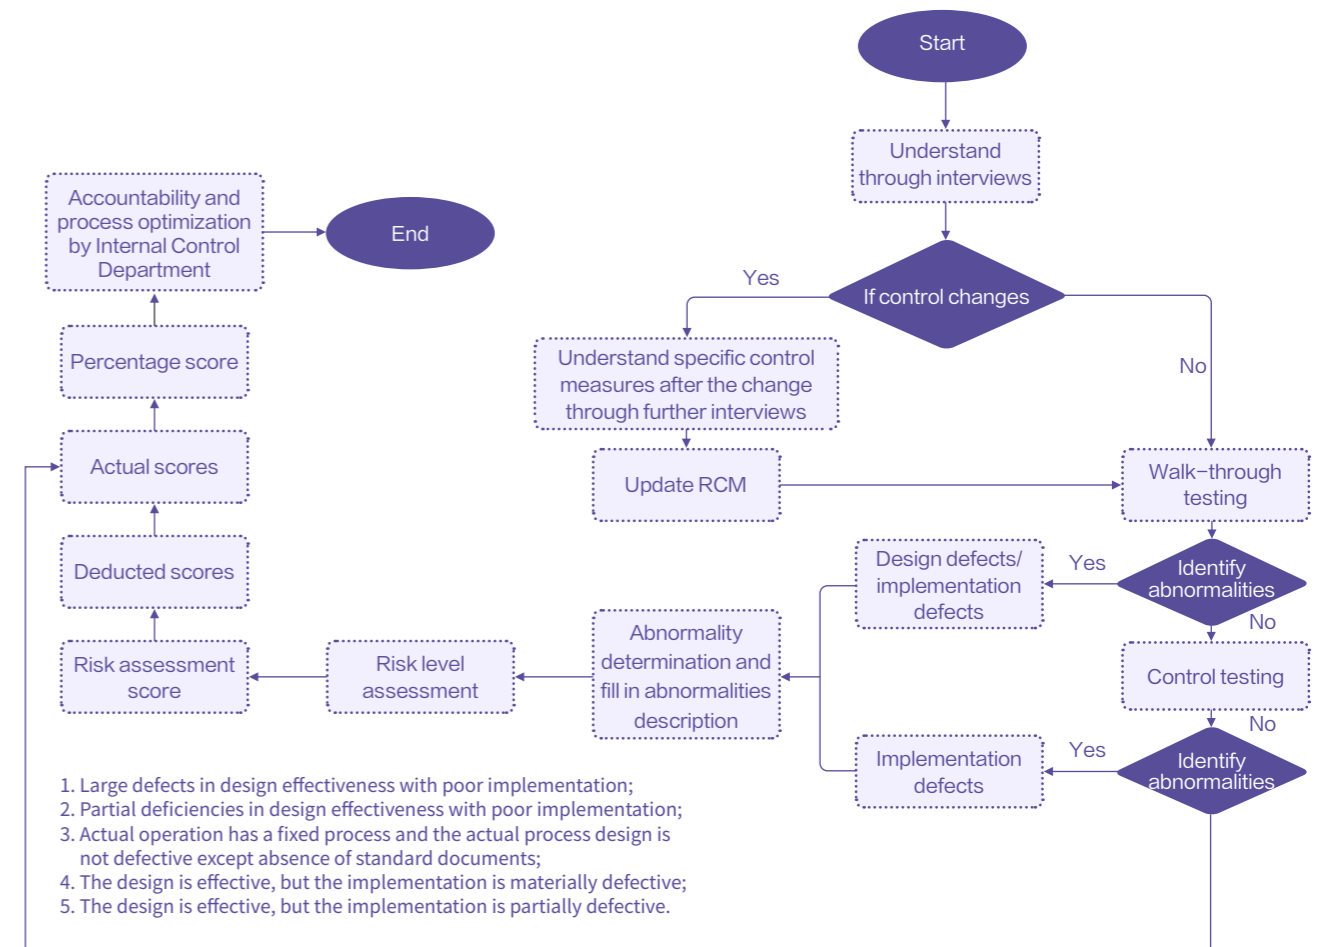 Start
Understand
through interviews
If control changes
Yes
No
Understand specific control
measures after the change
through further interviews
Update RCM
Walk-through
testing
Identify
abnormalities
Yes
No
Design defects/
implementation
defects
Control testing
No
Identify
abnormalities
Yes
Implementation
defects
Abnormality
determination and
fill in abnormalities
description
Risk level
assessment
Risk assessment
score
Deducted scores
Actual scores
Percentage score
Accountability and
process optimization
by Internal Control
Department
End
1. Large defects in design effectiveness with poor implementation;
2. Partial deficiencies in design effectiveness with poor implementation;
3. Actual operation has a fixed process and the actual process design is
not defective except absence of standard documents;
4. The design is effective, but the implementation is materially defective;
5. The design is effective, but the implementation is partially defective.